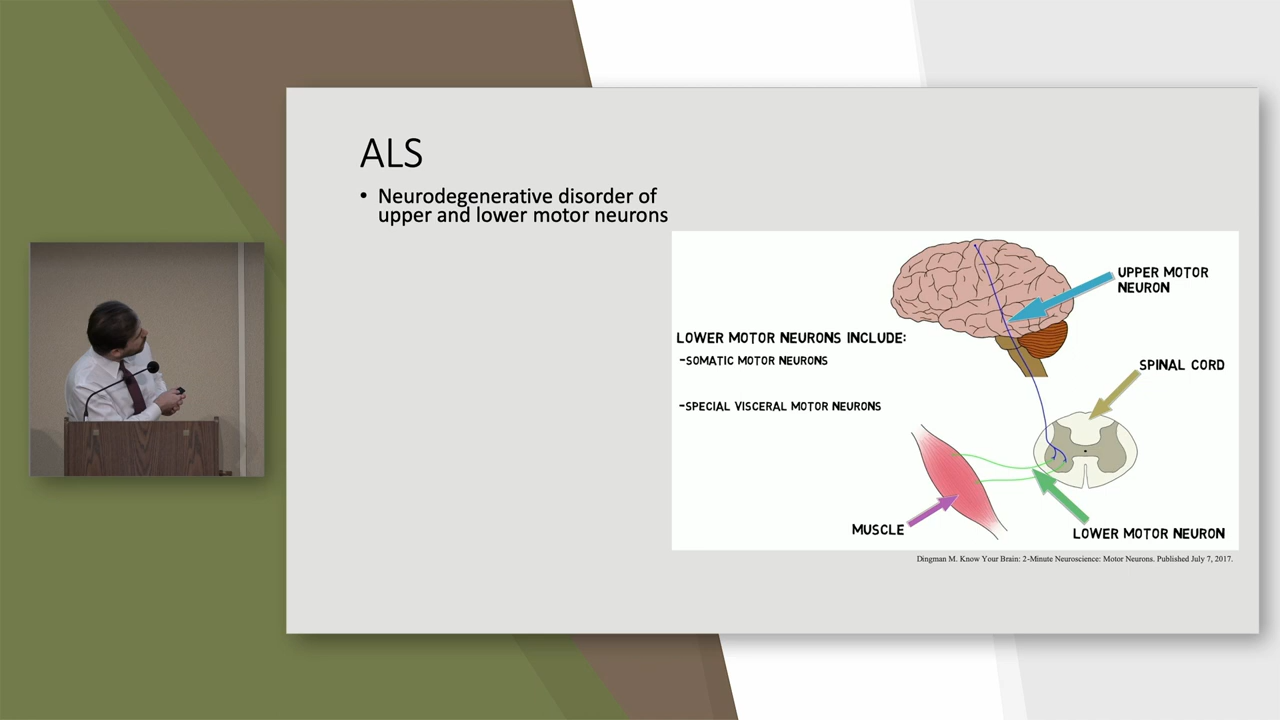 ALS
• Neurodegenerative disorder of
upper and lower motor neurons
UPPER MOTOR
NEURON
LOWER MOTOR NEURONS INCLUDE:
-SOMATIC MOTOR NEURONS
SPINAL CORD
-SPECIAL VISCERAL MOTOR NEURONS
MUSCLE
LOWER MOTOR NEURON
Dingman M. Know Your Brain: 2-Minute Neuroscience: Motor Neurons. Published July 7, 2017.